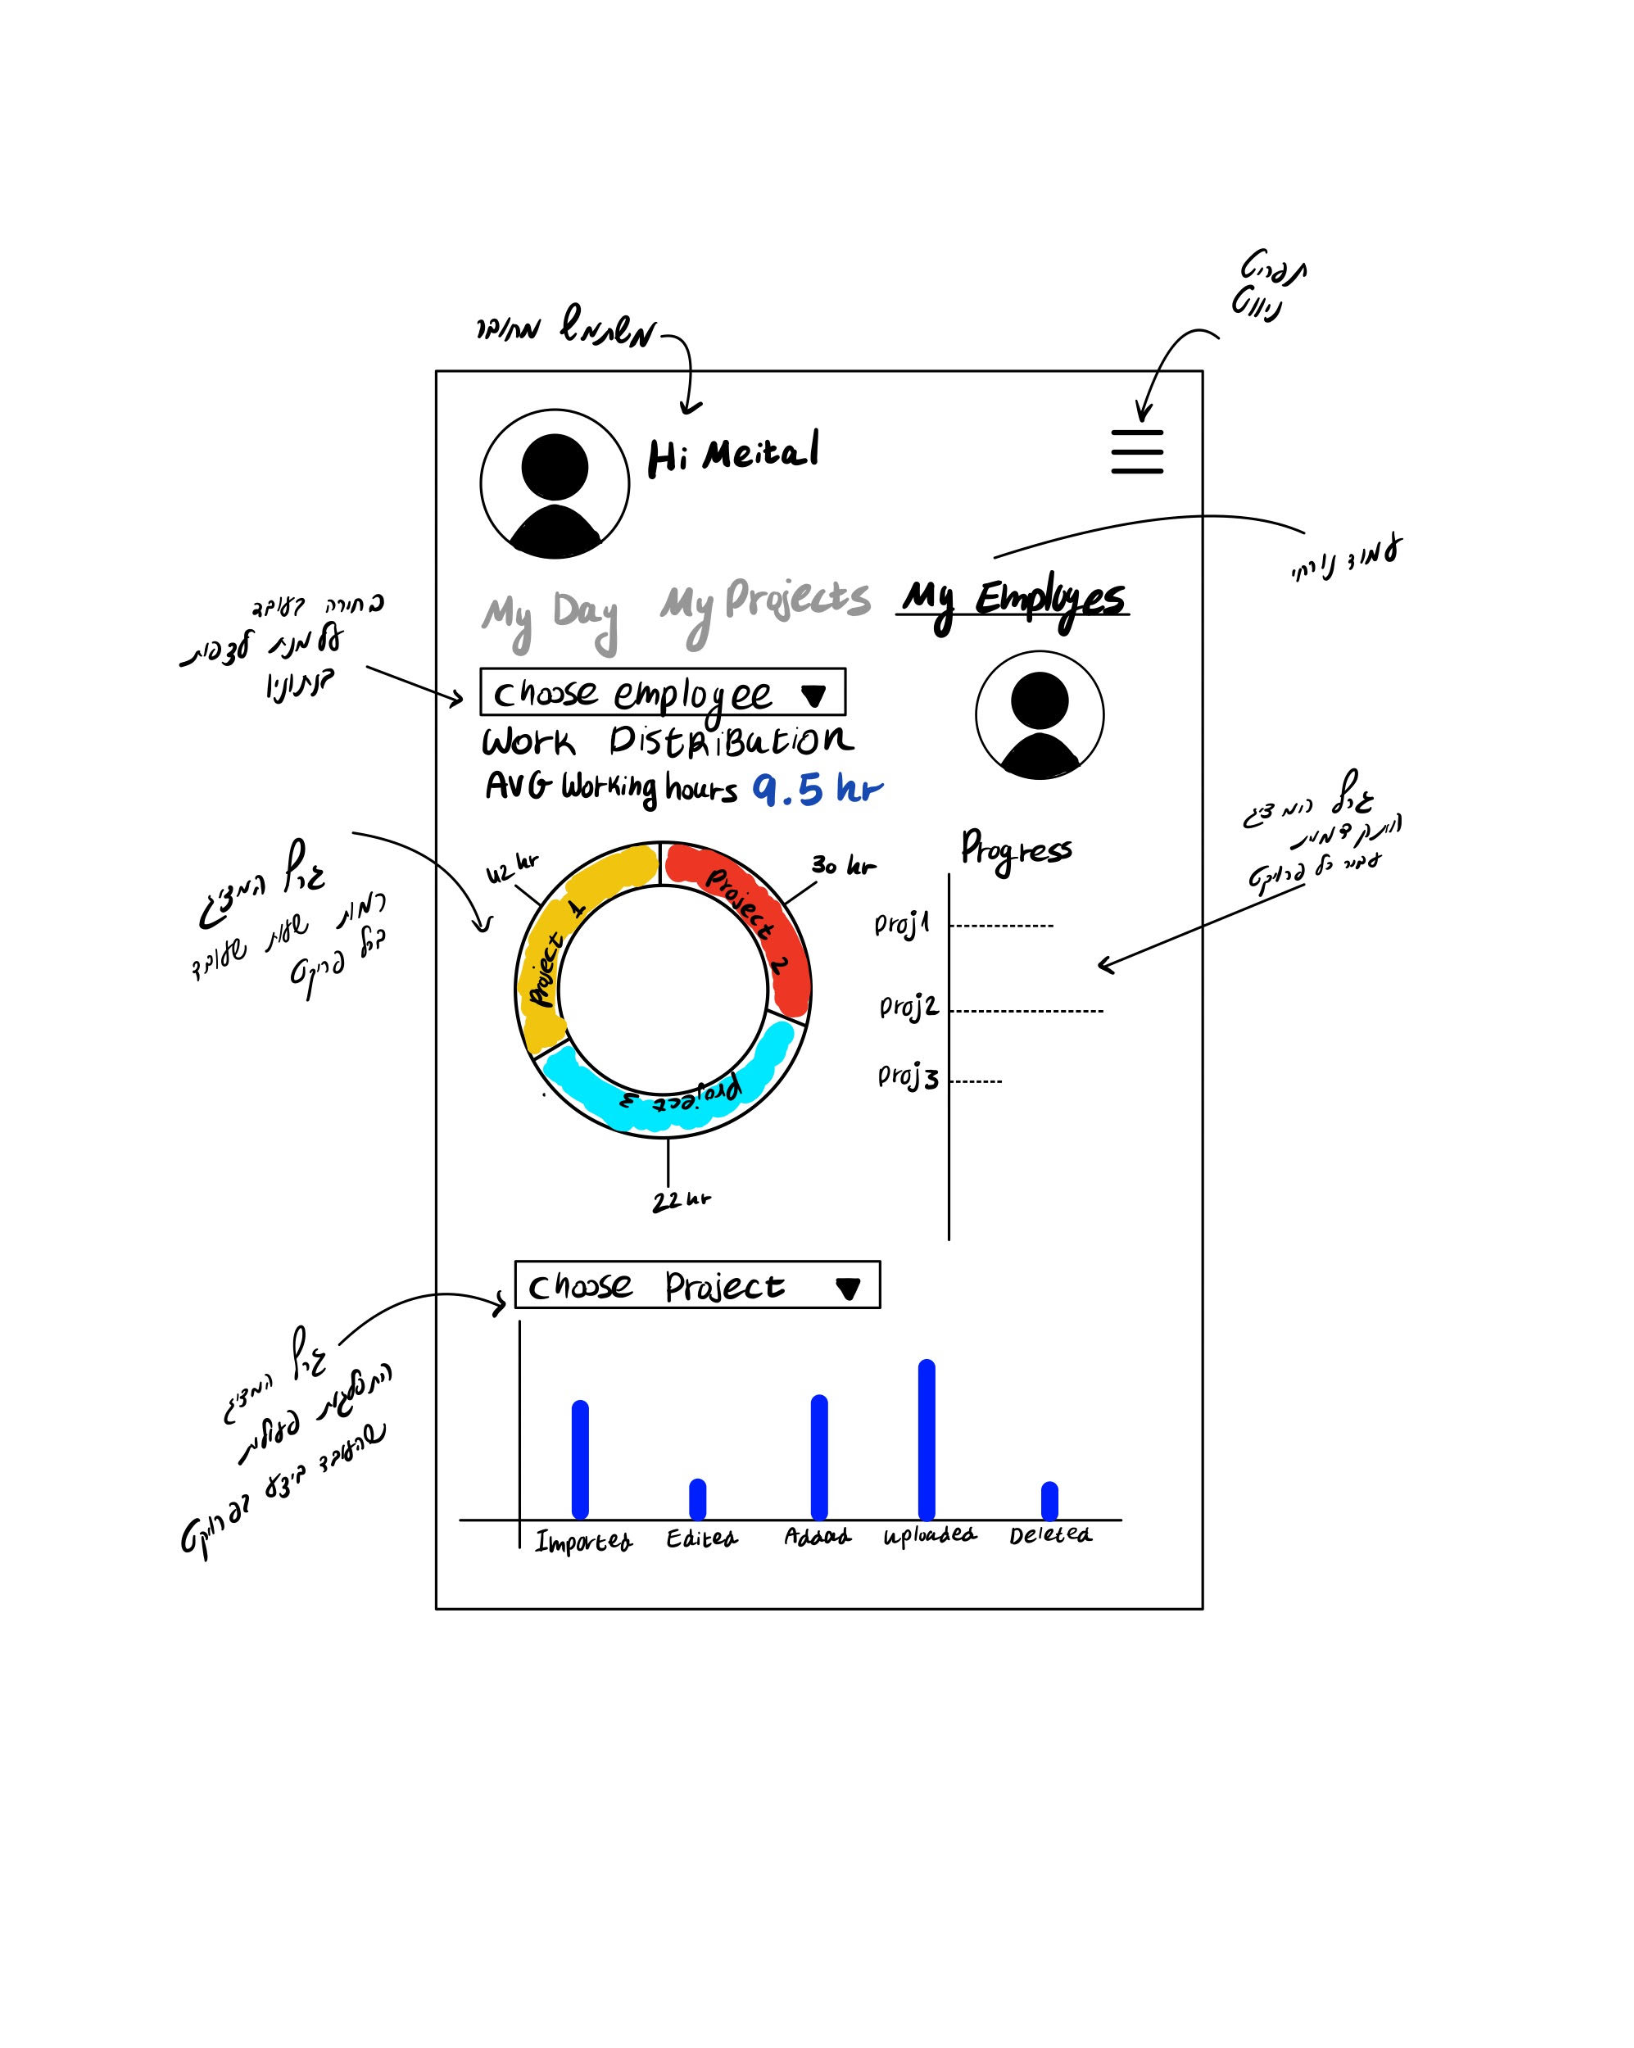 תפריט
ניווט
משתמש מחובר
Hi Meital
עמוד נוכחי
My Day My Projects My Employes
בחירה בעובד
על מנת לצפות
בנתוניו
choose employee
Work Distribution
AVG Working hours 9.5 hr
גרף המציג
התקדמות
עבור כל פרויקט
גרף המציג
כמות שעות שעובד
בכל פריקט
42 hr
30 hr
Project 1
Project 2
project 3
22 hr
Progress
Proj1
Proj2
Proj3
choose Project
גרף המציג
התפלגות פעולות
שהעובד ביצע בפרויקט
Imported Edited Added uploaded Deleted